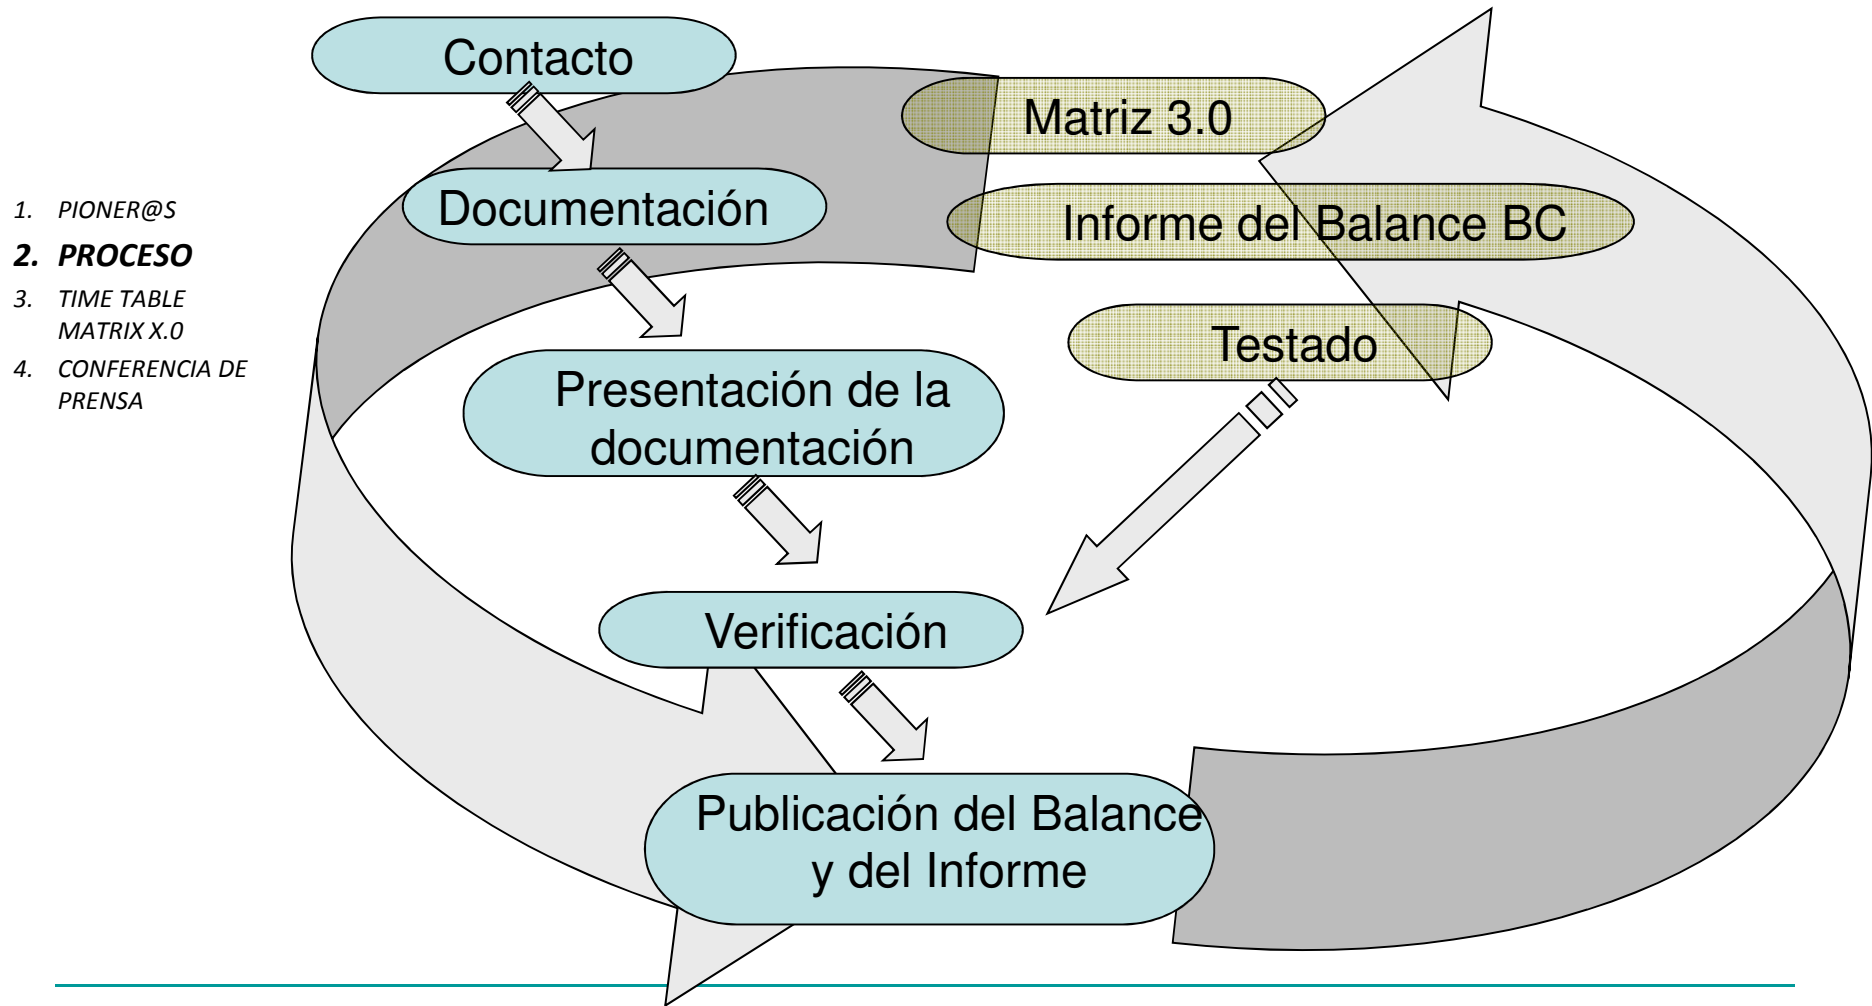 1. PIONER@S
2. PROCESO
3. TIME TABLE
MATRIX X.0
4. CONFERENCIA DE
PRENSA
Contacto
Documentación
Presentación de la
documentación
Verificación
Publicación del Balance
y del Informe
Matriz 3.0
Informe del Balance BC
Testado